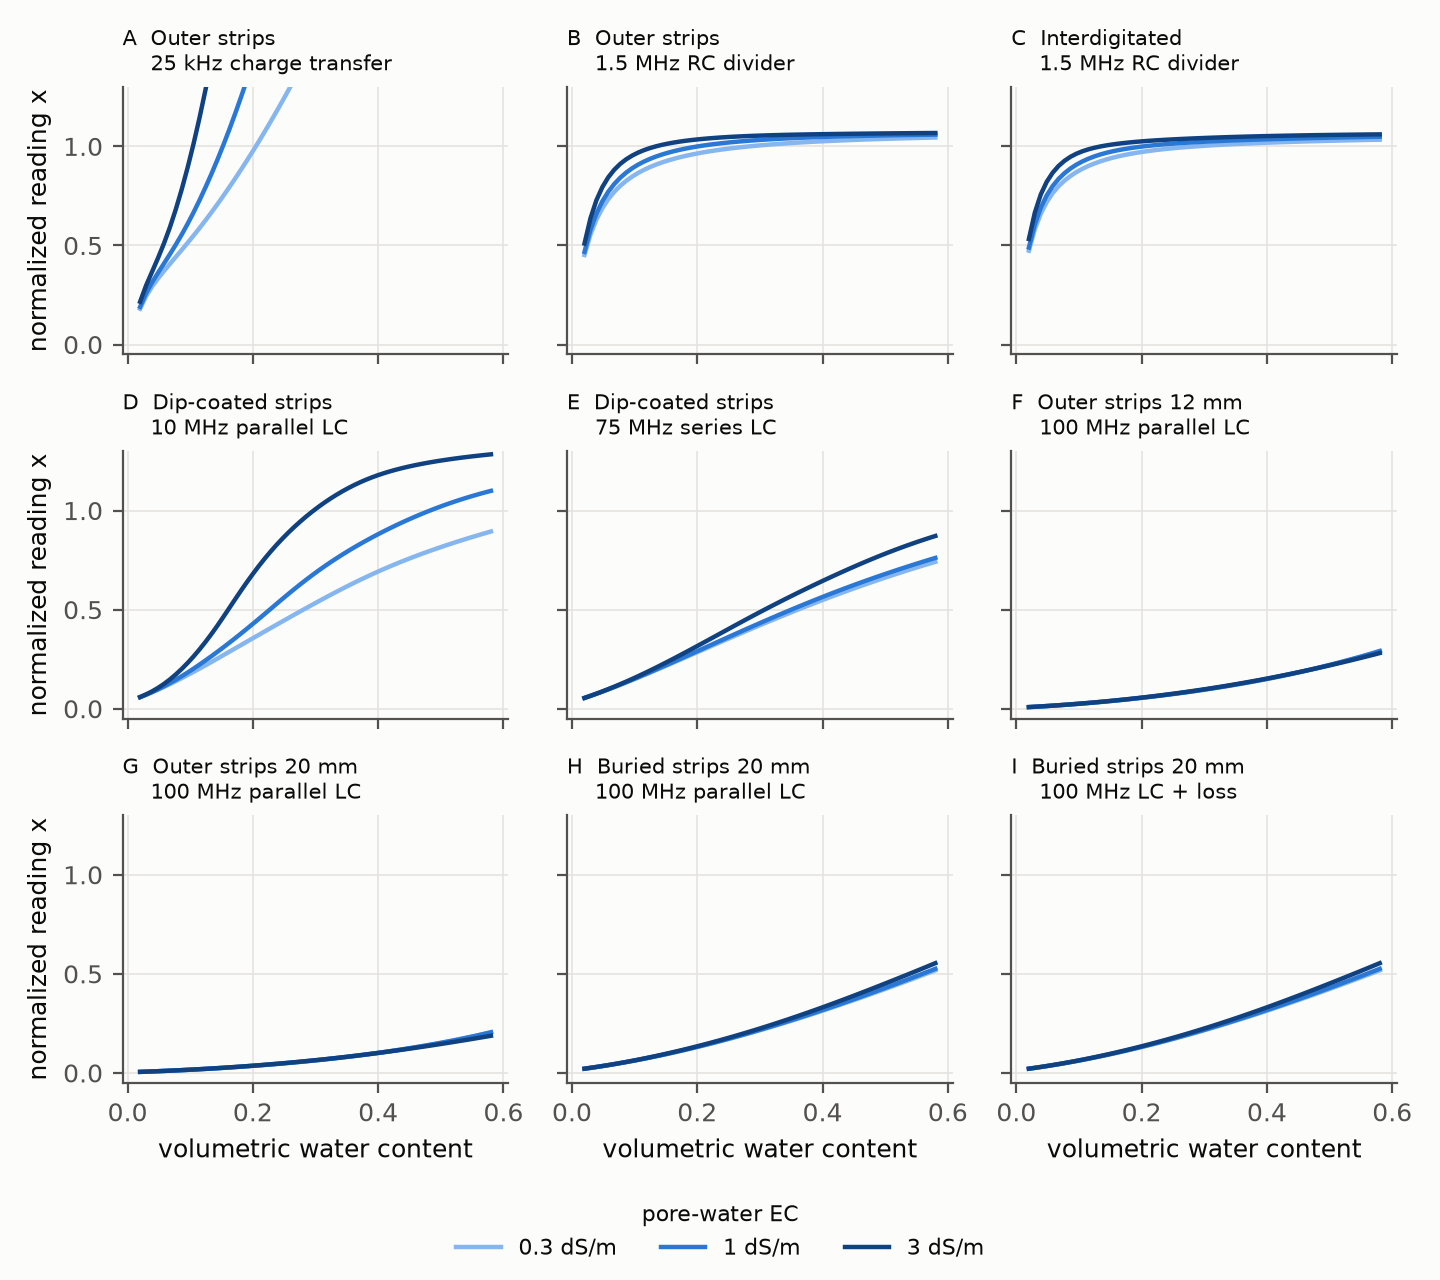 A Outer strips
25 kHz charge transfer
B Outer strips
1.5 MHz RC divider
C Interdigitated
1.5 MHz RC divider
normalized reading x
1.0
0.5
0.0
D Dip-coated strips
10 MHz parallel LC
E Dip-coated strips
75 MHz series LC
F Outer strips 12 mm
100 MHz parallel LC
normalized reading x
1.0
0.5
0.0
G Outer strips 20 mm
100 MHz parallel LC
H Buried strips 20 mm
100 MHz parallel LC
I Buried strips 20 mm
100 MHz LC + loss
normalized reading x
1.0
0.5
0.0
0.0 0.2 0.4 0.6
0.0 0.2 0.4 0.6
0.0 0.2 0.4 0.6
volumetric water content
volumetric water content
volumetric water content
pore-water EC
0.3 dS/m
1 dS/m
3 dS/m